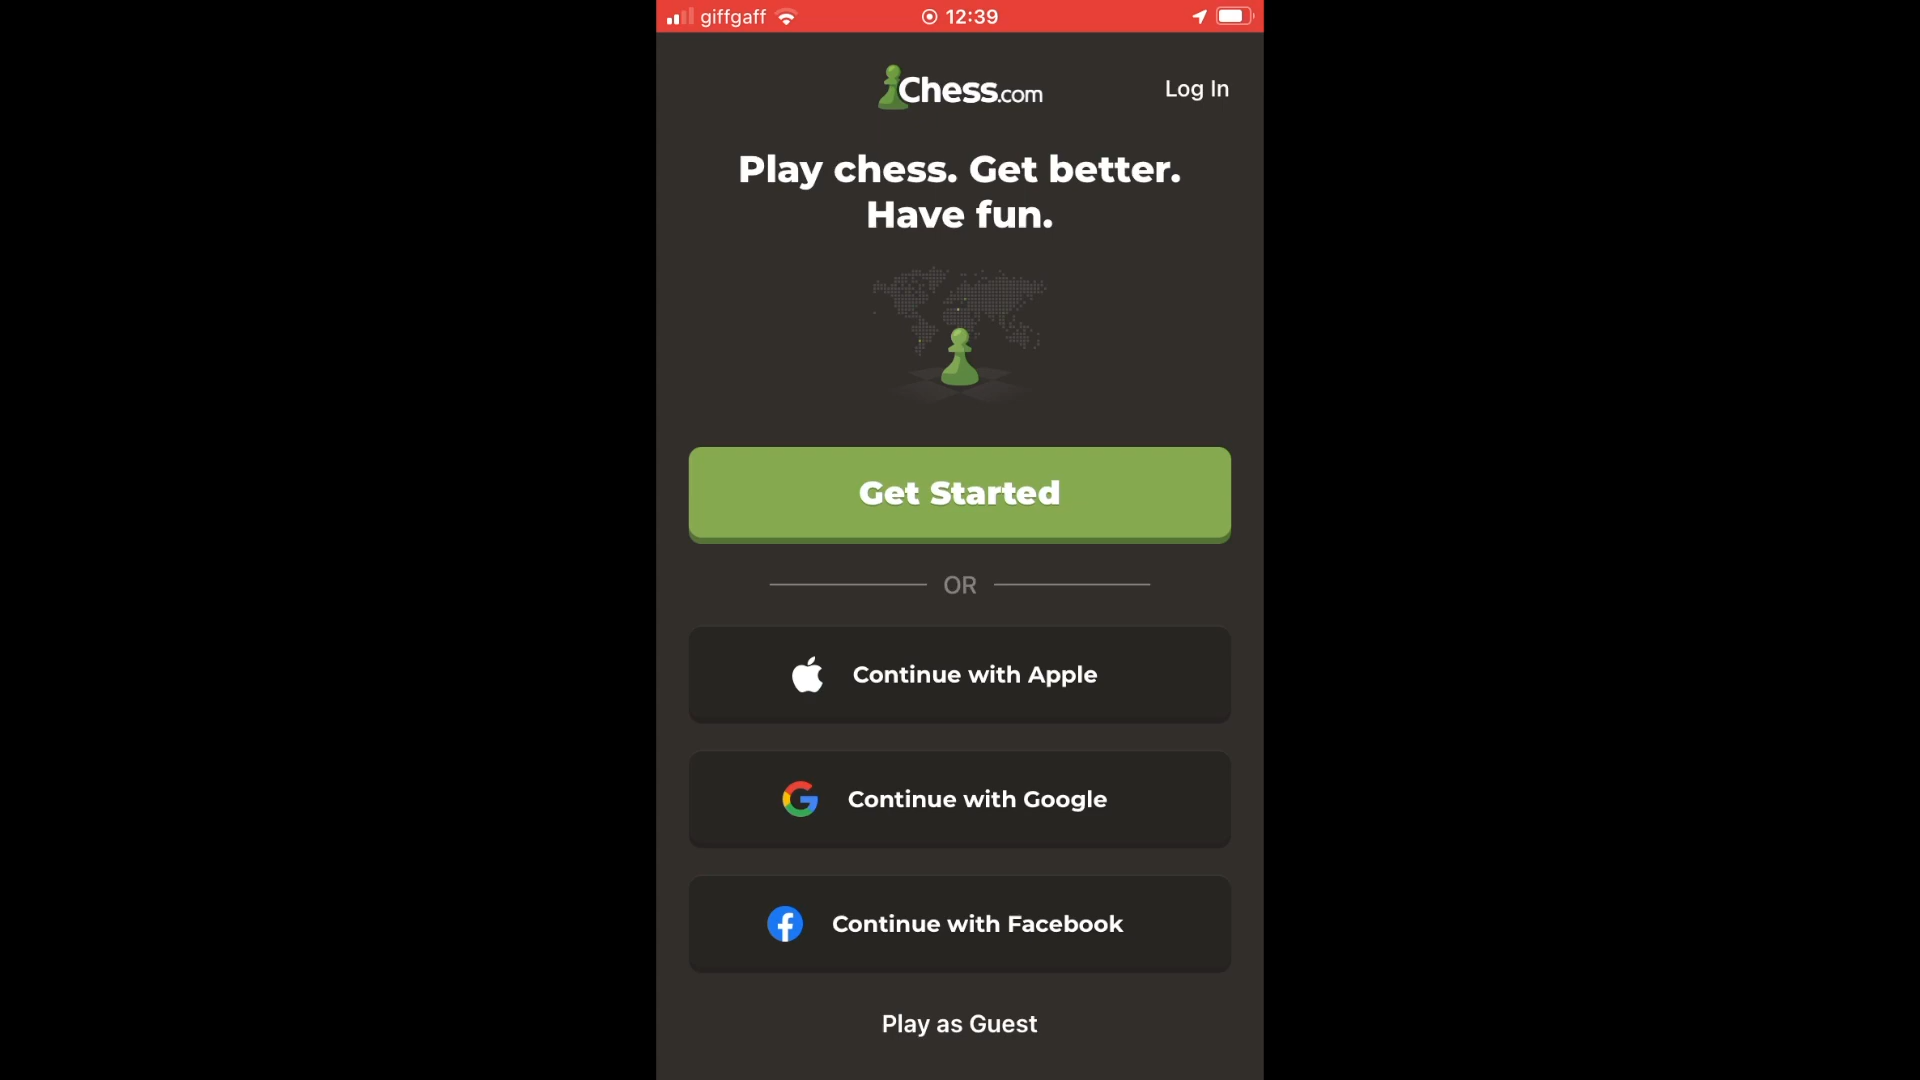 giffgaff 12:39
Chess.com
Log In
Play chess. Get better.
Have fun.
Get Started
OR
Continue with Apple
Continue with Google
Continue with Facebook
Play as Guest